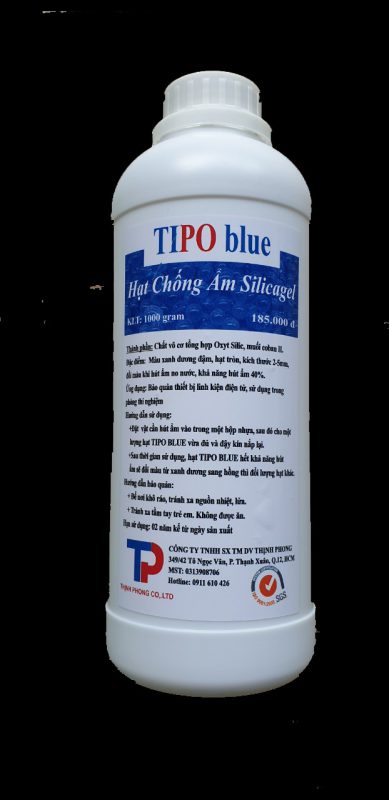 TIPO blue
Hạt Chống Ẩm Silicagel
KLT: 1000 gram 185.000 đ
Thành phần: Chất vô cơ tổng hợp Oxyt Silic, muối coban II.
Đặc điểm: Màu xanh dương đậm, hạt tròn, kích thước 2-5mm,
đổi màu khi hút ẩm no nước, khả năng hút ẩm 40%.
Ứng dụng: Bảo quản thiết bị linh kiện điện tử, sử dụng trong
phòng thí nghiệm
Hướng dẫn sử dụng:
+Đặt vật cần hút ẩm vào trong một hộp nhựa, sau đó cho một
lượng hạt TIPO BLUE vừa đủ và đậy kín nắp lại.
+Sau thời gian sử dụng, hạt TIPO BLUE hết khả năng hút
ẩm sẽ đổi màu từ xanh dương sang hồng thì đổi lượng hạt khác.
Hướng dẫn bảo quản:
+ Để nơi khô ráo, tránh xa nguồn nhiệt, lửa.
+ Tránh xa tầm tay trẻ em. Không được ăn.
Hạn sử dụng: 02 năm kể từ ngày sản xuất
TP
THỊNH PHONG CO,.LTD
CÔNG TY TNHH SX TM DV THỊNH PHONG
349/42 Tô Ngọc Vân, P. Thạnh Xuân, Q.12, HCM
MST: 0313908706
Hotline: 0911 610 426
ISO 9001:2008
SGS